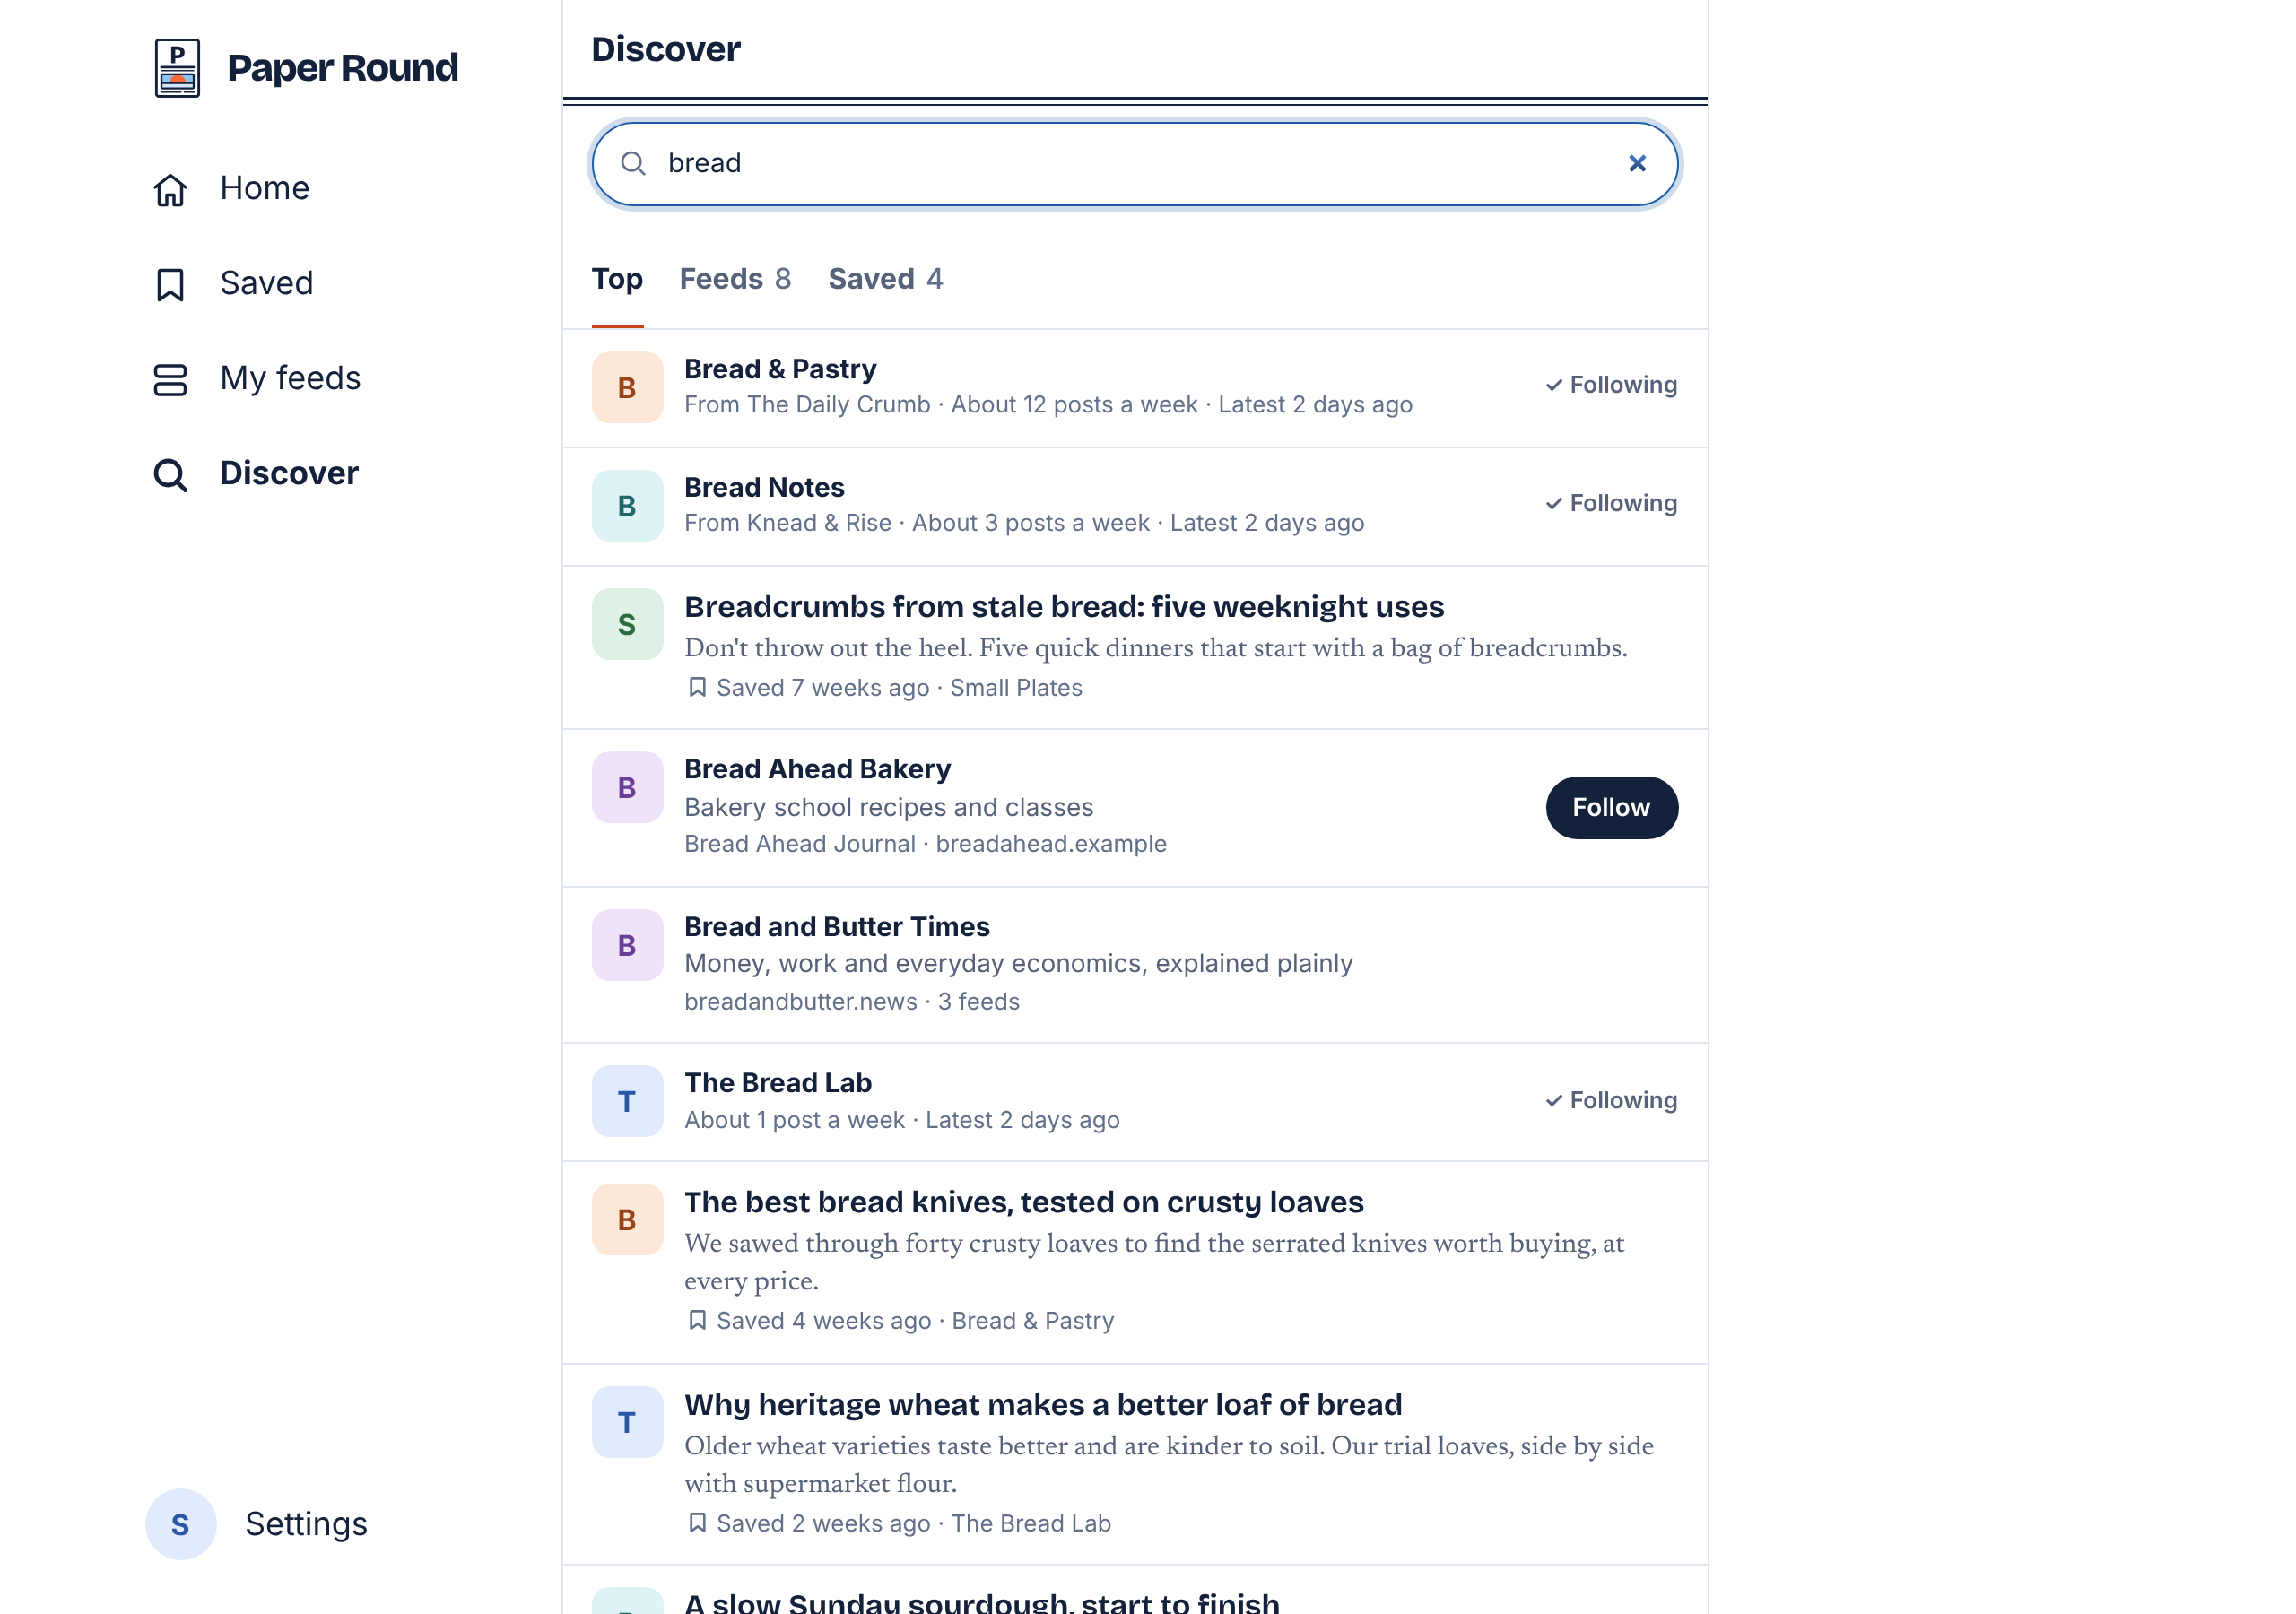 P
Paper Round
Home
Saved
My feeds
Discover
S
Settings
Discover
bread
Top Feeds 8 Saved 4
B
Bread & Pastry
From The Daily Crumb · About 12 posts a week · Latest 2 days ago
Following
B
Bread Notes
From Knead & Rise · About 3 posts a week · Latest 2 days ago
Following
S
Breadcrumbs from stale bread: five weeknight uses
Don't throw out the heel. Five quick dinners that start with a bag of breadcrumbs.
Saved 7 weeks ago · Small Plates
B
Bread Ahead Bakery
Bakery school recipes and classes
Bread Ahead Journal · breadahead.example
Follow
B
Bread and Butter Times
Money, work and everyday economics, explained plainly
breadandbutter.news · 3 feeds
T
The Bread Lab
About 1 post a week · Latest 2 days ago
Following
B
The best bread knives, tested on crusty loaves
We sawed through forty crusty loaves to find the serrated knives worth buying, at
every price.
Saved 4 weeks ago · Bread & Pastry
T
Why heritage wheat makes a better loaf of bread
Older wheat varieties taste better and are kinder to soil. Our trial loaves, side by side
with supermarket flour.
Saved 2 weeks ago · The Bread Lab
A slow Sunday sourdough, start to finish